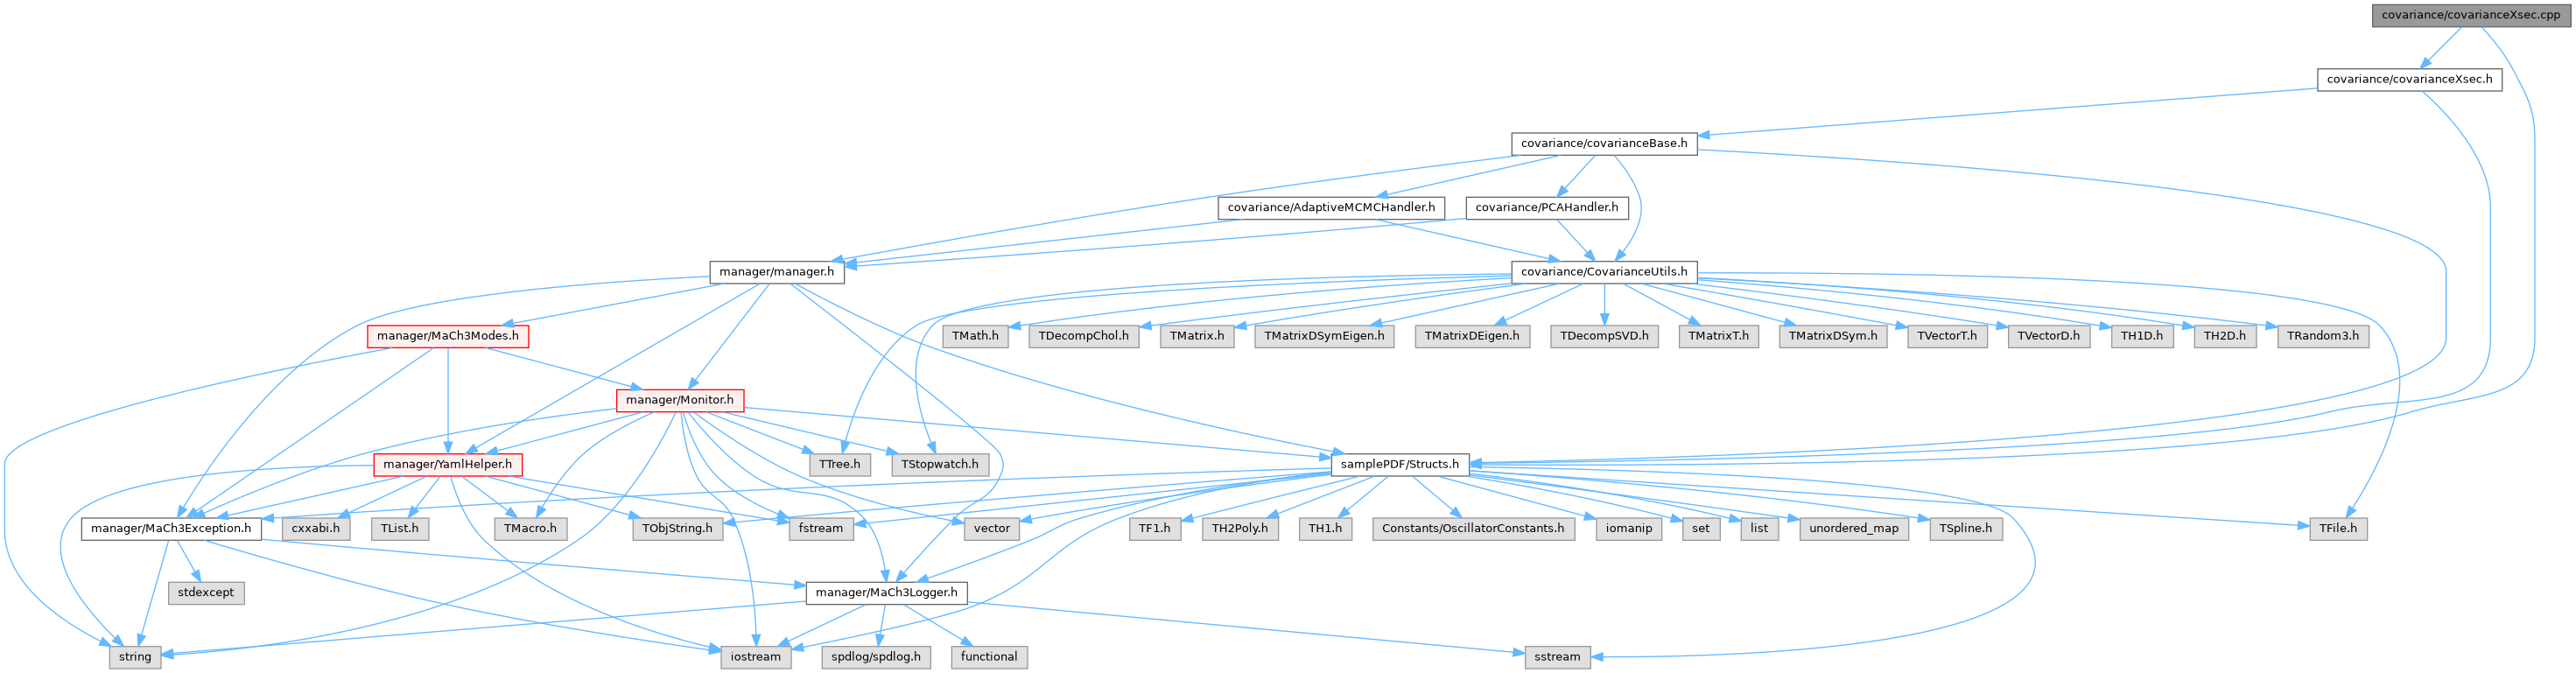 covariance/covarianceXsec.cpp
covariance/covarianceXsec.h
covariance/covarianceBase.h
covariance/AdaptiveMCMCHandler.h
covariance/PCAHandler.h
manager/manager.h
covariance/CovarianceUtils.h
manager/MaCh3Modes.h
TMath.h
TDecompChol.h
TMatrix.h
TMatrixDSymEigen.h
TMatrixDEigen.h
TDecompSVD.h
TMatrixT.h
TMatrixDSym.h
TVectorT.h
TVectorD.h
TH1D.h
TH2D.h
TRandom3.h
manager/Monitor.h
manager/YamlHelper.h
TTree.h
TStopwatch.h
samplePDF/Structs.h
manager/MaCh3Exception.h
cxxabi.h
TList.h
TMacro.h
TObjString.h
fstream
vector
TF1.h
TH2Poly.h
TH1.h
Constants/OscillatorConstants.h
iomanip
set
list
unordered_map
TSpline.h
TFile.h
stdexcept
manager/MaCh3Logger.h
string
iostream
spdlog/spdlog.h
functional
sstream